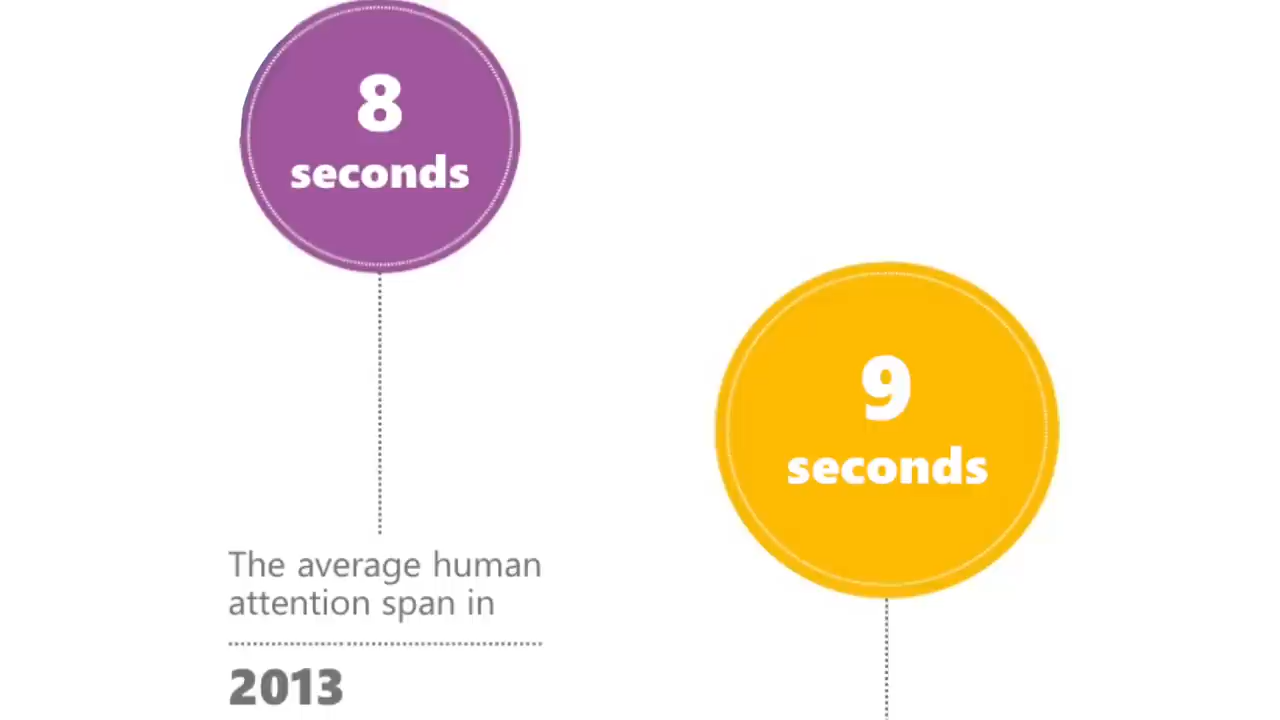 8
seconds
The average human
attention span in
2013
9
seconds